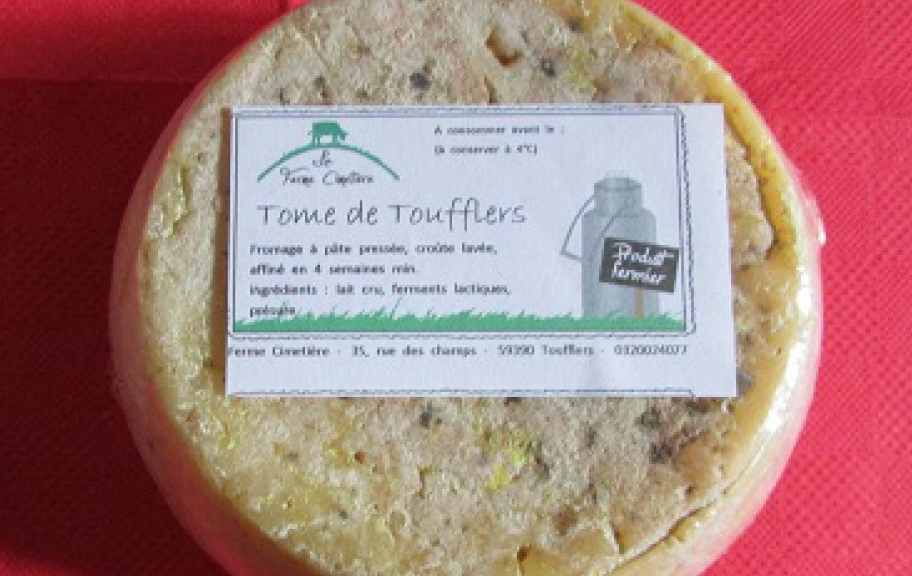 A consommer avant le :
(à conserver à 4°C)
La
Ferme Cimetière
Tome de Toufflers
Fromage à pâte pressée, croûte lavée,
affiné en 4 semaines min.
Ingrédients : lait cru, ferments lactiques,
présure
Produit
fermier
Ferme Cimetière - 35, rue des champs - 59390 Toufflers - 0320024077